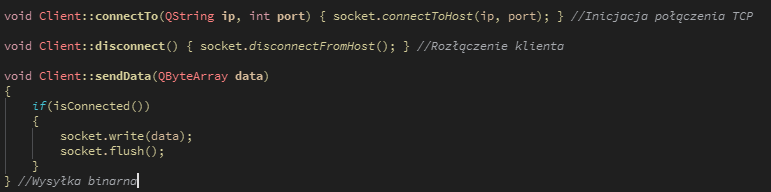 void Client::connectTo(QString ip, int port) { socket.connectToHost(ip, port); } //Inicjacja połączenia TCP
void Client::disconnect() { socket.disconnectFromHost(); } //Rozłączenie klienta
void Client::sendData(QByteArray data)
{
if(isConnected())
{
socket.write(data);
socket.flush();
}
} //Wysyłka binarna